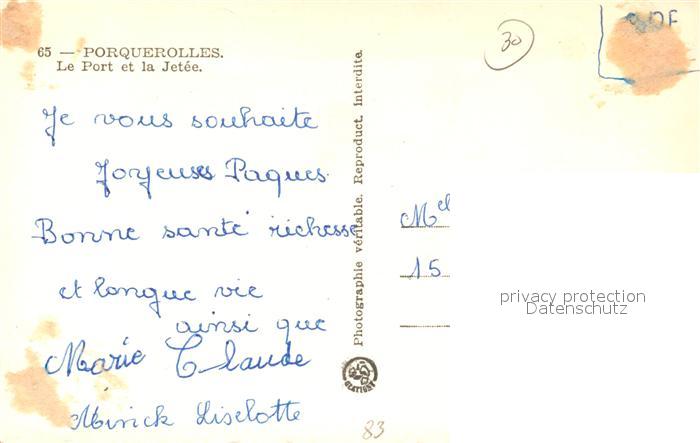 65 — PORQUEROLLES.
Le Port et la Jetée.
30
Je vous souhaite
Joyeuses Paques
Bonne santé richesse
et longue vie
ainsi que
Marie Claude
Minick Liselotte
Photographie véritable. Reproduct. Interdite.
Mel
15
privacy protection
Datenschutz
83